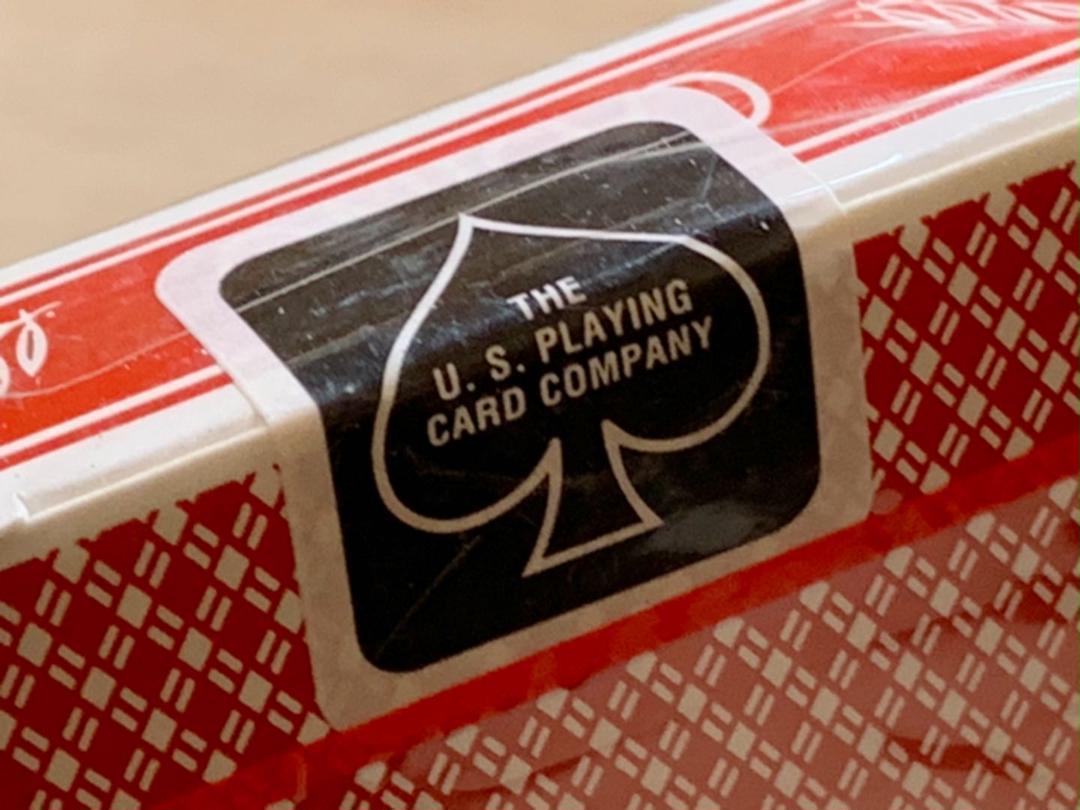 THE
U. S. PLAYING
CARD COMPANY